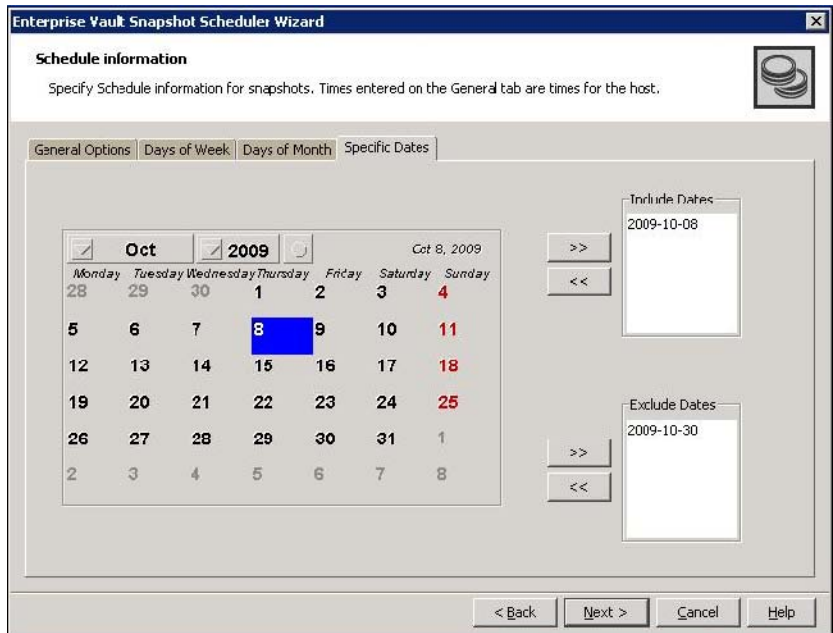 Enterprise Vault Snapshot Scheduler Wizard
Schedule information
Specify Schedule information for snapshots. Times entered on the General tab are times for the host.
General Options Days of Week Days of Month Specific Dates
Oct 2009 Oct 8, 2009
Monday Tuesday Wednesday Thursday Friday Saturday Sunday
28 29 30 1 2 3 4
5 6 7 8 9 10 11
12 13 14 15 16 17 18
19 20 21 22 23 24 25
26 27 28 29 30 31 1
2 3 4 5 6 7 8
>>
<<
Include Dates
2009-10-08
>>
<<
Exclude Dates
2009-10-30
< Back Next > Cancel Help